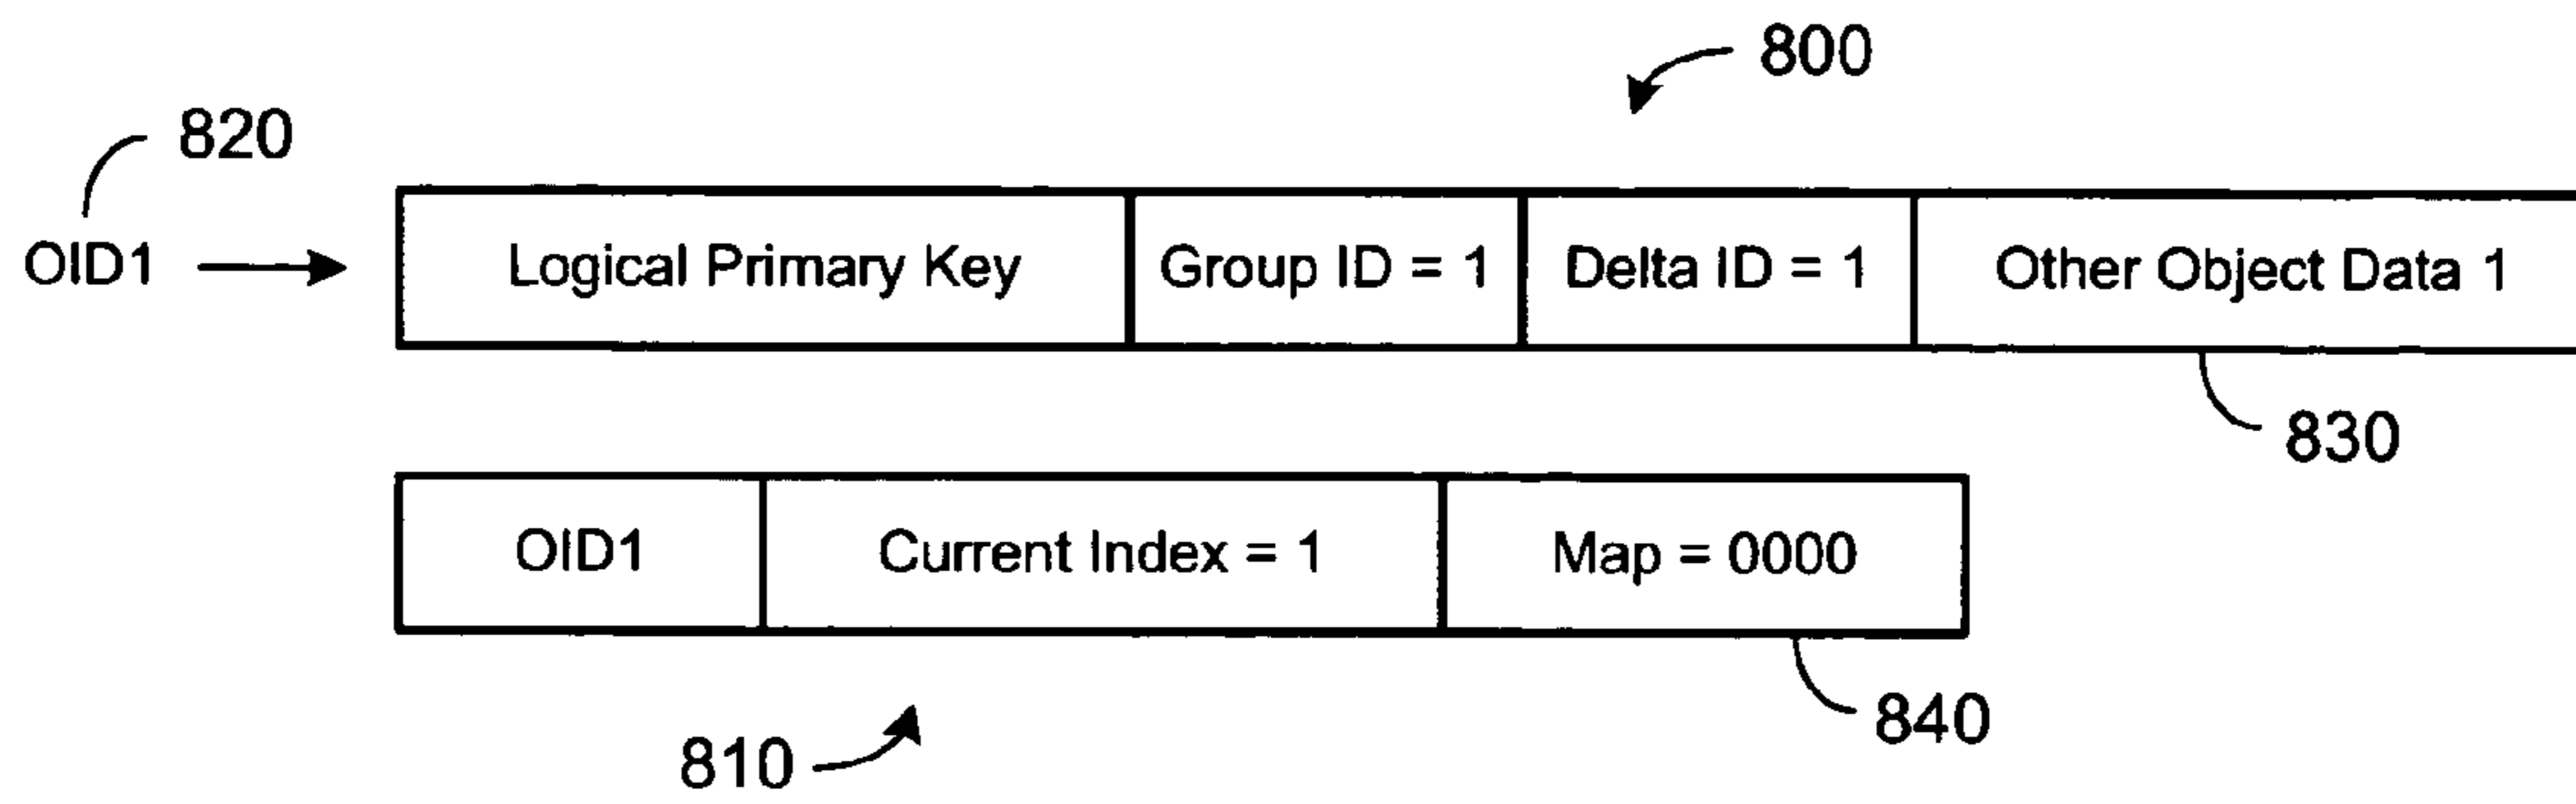 800
820
OID1 Logical Primary Key Group ID = 1 Delta ID = 1 Other Object Data 1
830
OID1 Current Index = 1 Map = 0000
840
810